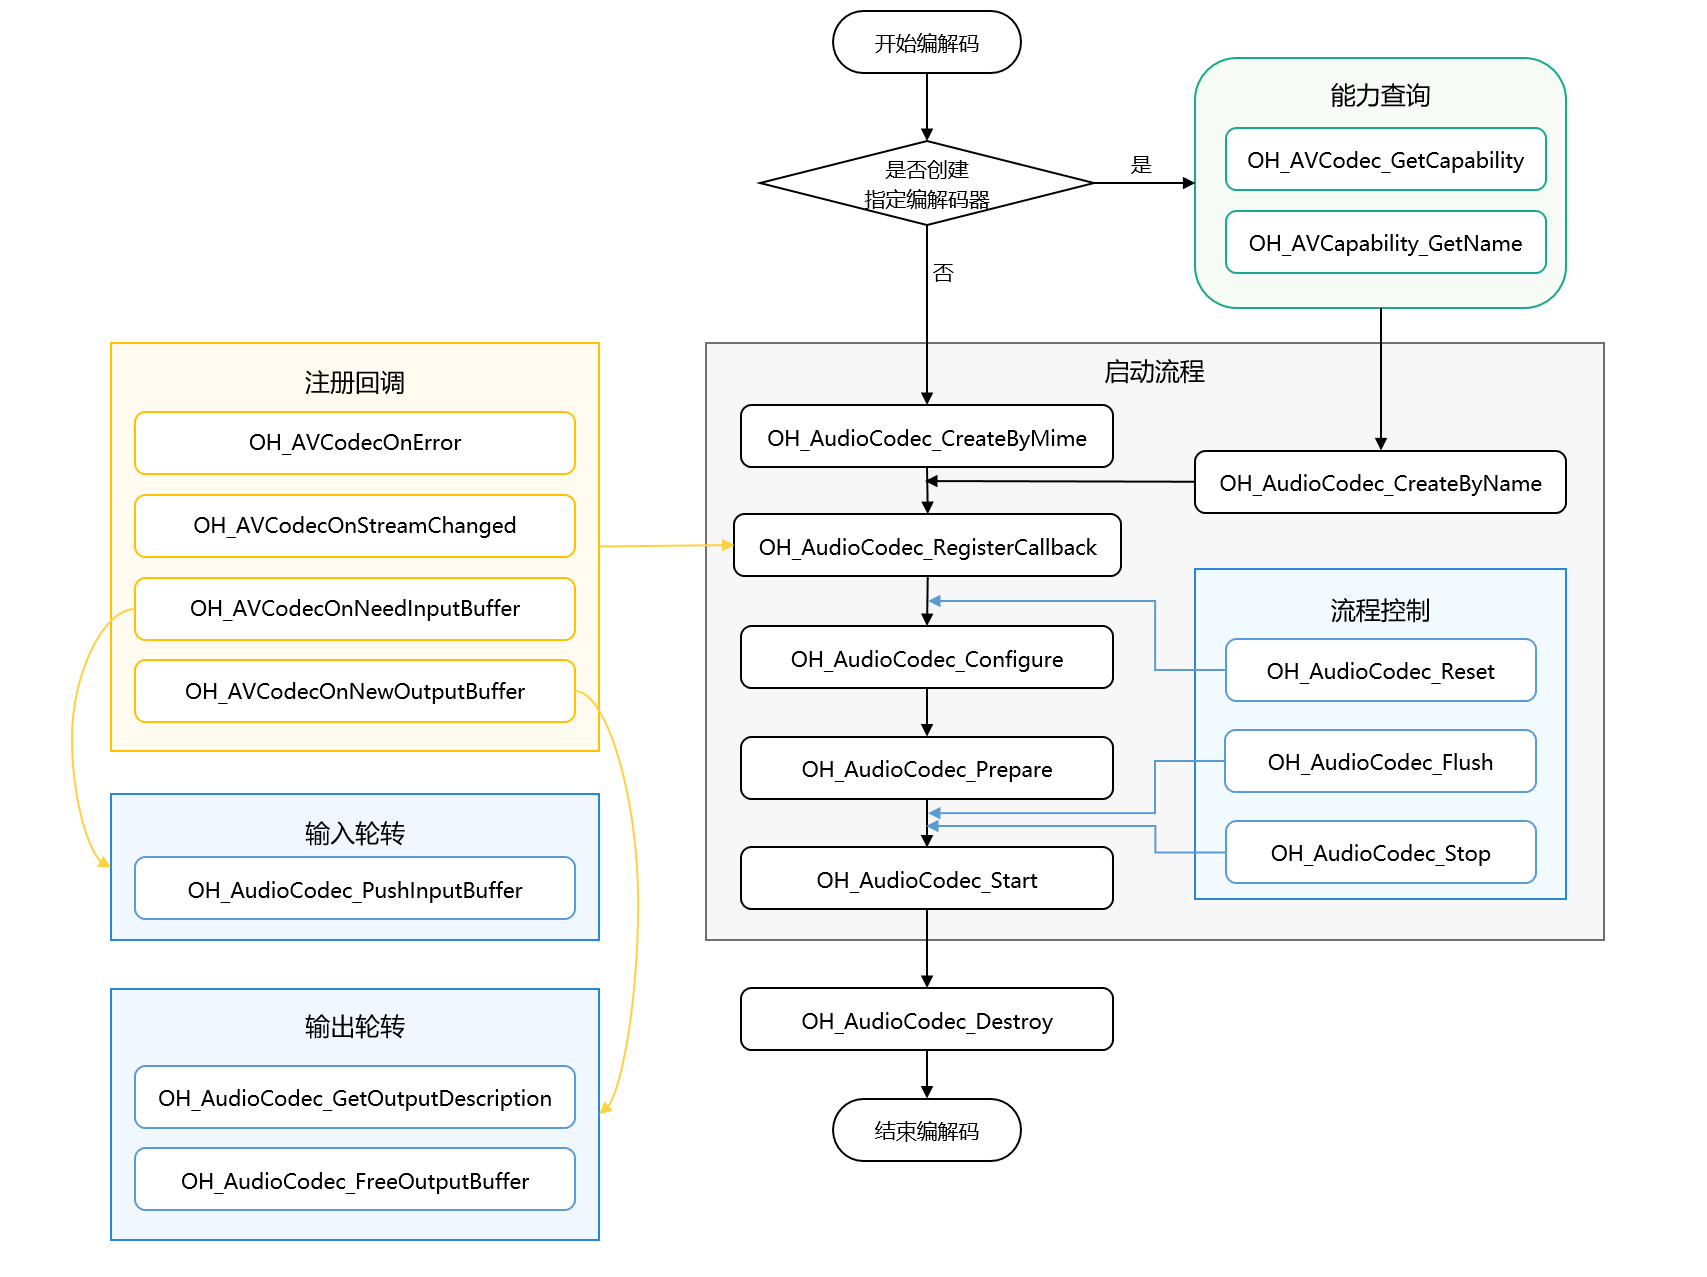 开始编解码
是否创建
指定编解码器
是
否
能力查询
OH_AVCodec_GetCapability
OH_AVCapability_GetName
注册回调
OH_AVCodecOnError
OH_AVCodecOnStreamChanged
OH_AVCodecOnNeedInputBuffer
OH_AVCodecOnNewOutputBuffer
输入轮转
OH_AudioCodec_PushInputBuffer
输出轮转
OH_AudioCodec_GetOutputDescription
OH_AudioCodec_FreeOutputBuffer
启动流程
OH_AudioCodec_CreateByMime
OH_AudioCodec_CreateByName
OH_AudioCodec_RegisterCallback
OH_AudioCodec_Configure
OH_AudioCodec_Prepare
OH_AudioCodec_Start
流程控制
OH_AudioCodec_Reset
OH_AudioCodec_Flush
OH_AudioCodec_Stop
OH_AudioCodec_Destroy
结束编解码